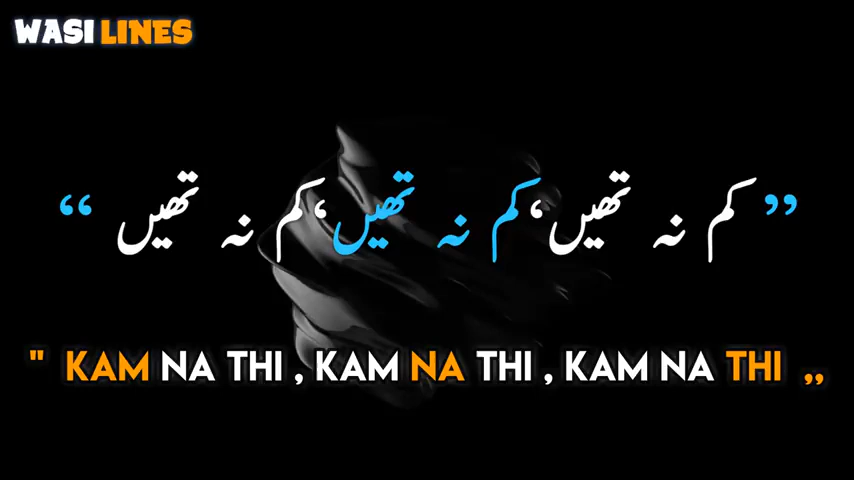 WASI LINES
”کم نہ تھیں،کم نہ تھیں،کم نہ تھیں“
" KAM NA THI , KAM NA THI , KAM NA THI ,,